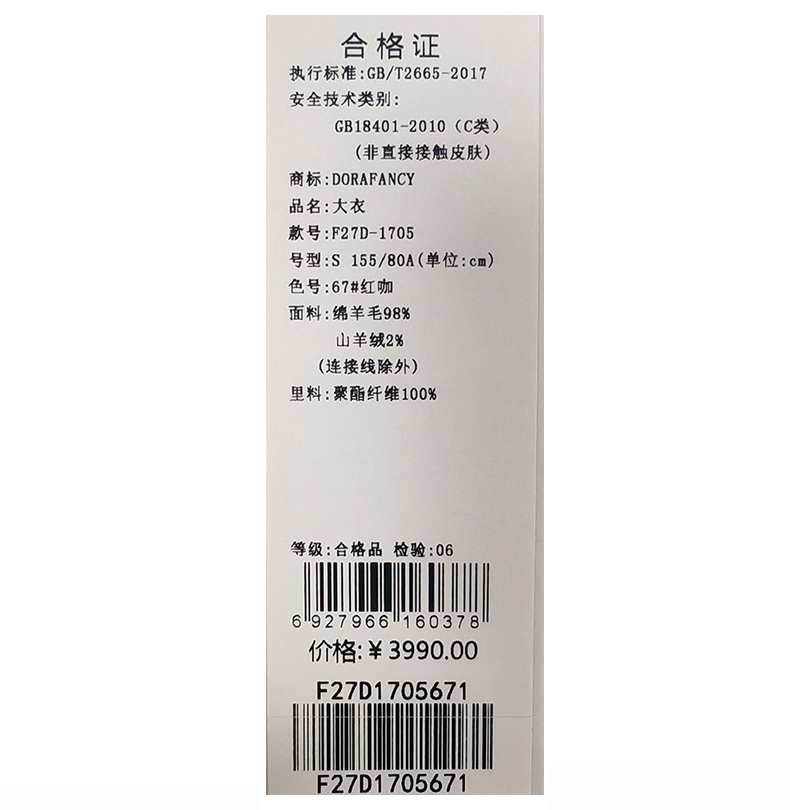 合格证
执行标准:GB/T2665-2017
安全技术类别:
GB18401-2010（C类）
(非直接接触皮肤)
商标:DORAFANCY
品名:大衣
款号:F27D-1705
号型:S 155/80A(单位:cm)
色号:67#红咖
面料:绵羊毛98%
山羊绒2%
(连接线除外)
里料:聚酯纤维100%
等级:合格品 检验:06
6 927966 160378
价格:￥3990.00
F27D1705671
F27D1705671